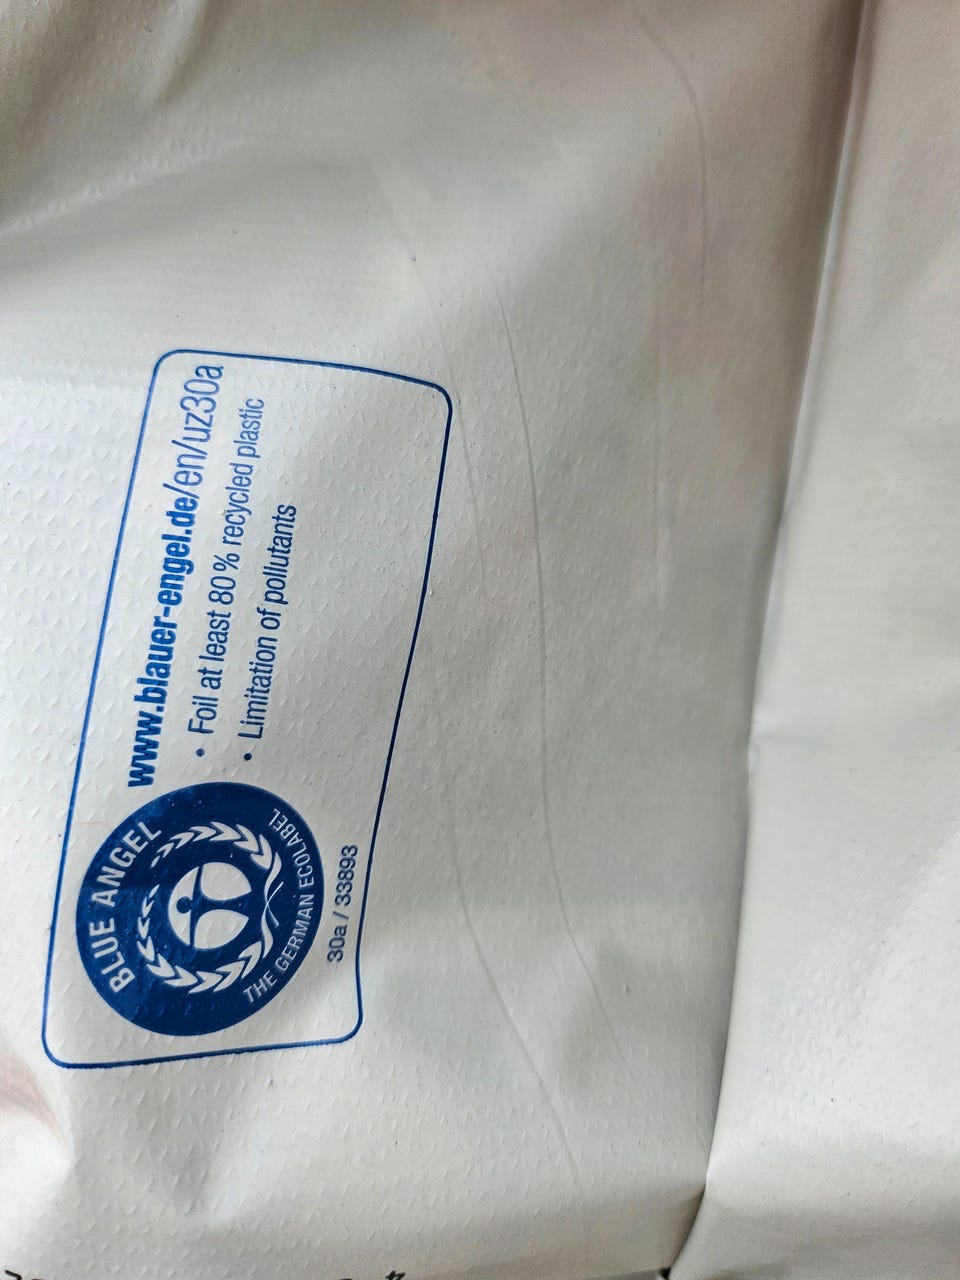 www.blauer-engel.de/en/uz30a
• Foil at least 80 % recycled plastic
• Limitation of pollutants
BLUE ANGEL
THE GERMAN ECOLABEL
30a / 33893